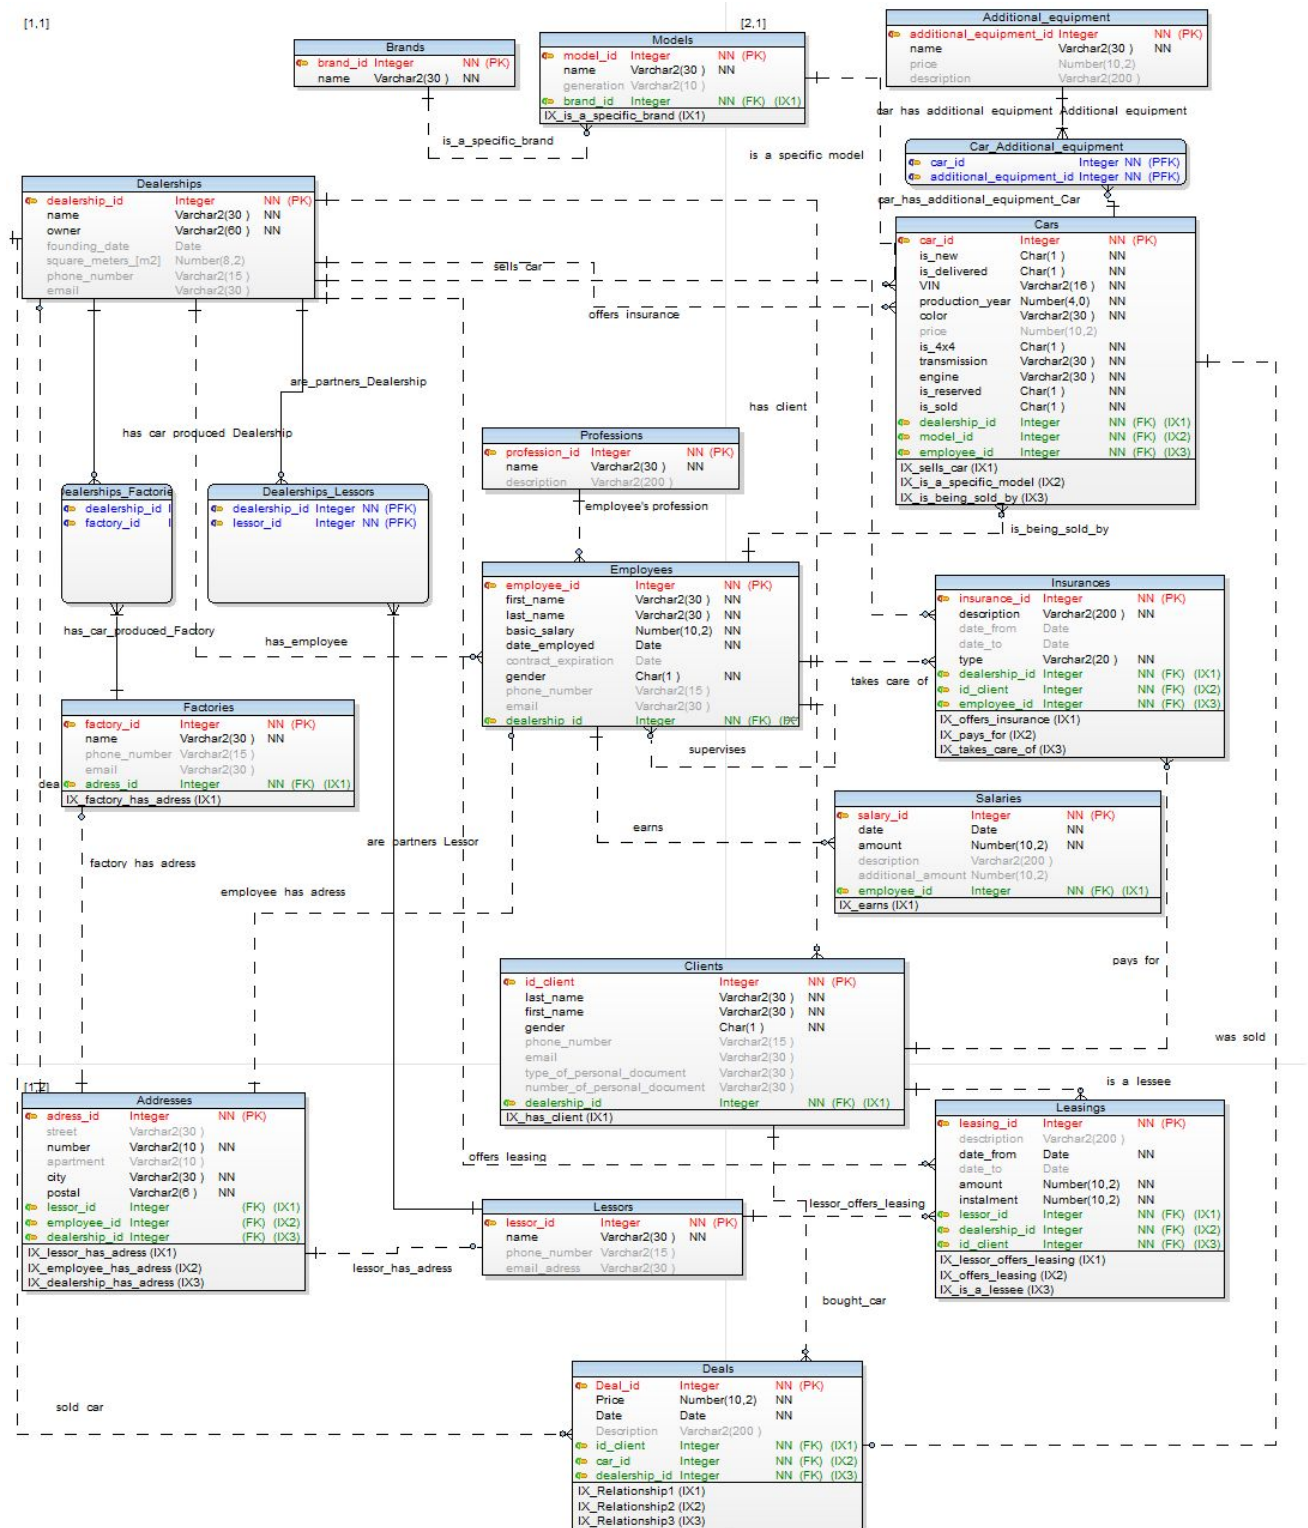 [1,1]
[2,1]
Brands
brand_id Integer NN (PK)
name Varchar2(30 ) NN
Models
model_id Integer NN (PK)
name Varchar2(30 ) NN
generation Varchar2(10 )
brand_id Integer NN (FK) (IX1)
IX_is_a_specific_brand (IX1)
Additional_equipment
additional_equipment_id Integer NN (PK)
name Varchar2(30 ) NN
price Number(10,2)
description Varchar2(200 )
is_a_specific_brand
is a specific model
car has additional equipment Additional equipment
Car_Additional_equipment
car_id Integer NN (PFK)
additional_equipment_id Integer NN (PFK)
car_has_additional_equipment_Car
Dealerships
dealership_id Integer NN (PK)
name Varchar2(30 ) NN
owner Varchar2(60 ) NN
founding_date Date
square_meters_[m2] Number(8,2)
phone_number Varchar2(15 )
email Varchar2(30 )
sells car
offers insurance
Cars
car_id Integer NN (PK)
is_new Char(1 ) NN
is_delivered Char(1 ) NN
VIN Varchar2(16 ) NN
production_year Number(4,0) NN
color Varchar2(30 ) NN
price Number(10,2)
is_4x4 Char(1 ) NN
transmission Varchar2(30 ) NN
engine Varchar2(30 ) NN
is_reserved Char(1 ) NN
is_sold Char(1 ) NN
dealership_id Integer NN (FK) (IX1)
model_id Integer NN (FK) (IX2)
employee_id Integer NN (FK) (IX3)
IX_sells_car (IX1)
IX_is_a_specific_model (IX2)
IX_is_being_sold_by (IX3)
are_partners_Dealership
has client
has car produced Dealership
Professions
profession_id Integer NN (PK)
name Varchar2(30 ) NN
description Varchar2(200 )
employee's profession
is_being_sold_by
dealership_id
factory_id
Dealerships_Lessors
dealership_id Integer NN (PFK)
lessor_id Integer NN (PFK)
has_car_produced_Factory
has_employee
Employees
employee_id Integer NN (PK)
first_name Varchar2(30 ) NN
last_name Varchar2(30 ) NN
basic_salary Number(10,2) NN
date_employed Date NN
contract_expiration Date
gender Char(1 ) NN
phone_number Varchar2(15 )
email Varchar2(30 )
dealership_id Integer NN (FK)
takes care of
supervises
Insurances
insurance_id Integer NN (PK)
description Varchar2(200 ) NN
date_from Date
date_to Date
type Varchar2(20 ) NN
dealership_id Integer NN (FK) (IX1)
id_client Integer NN (FK) (IX2)
employee_id Integer NN (FK) (IX3)
IX_offers_insurance (IX1)
IX_pays_for (IX2)
IX_takes_care_of (IX3)
Factories
factory_id Integer NN (PK)
name Varchar2(30 ) NN
phone_number Varchar2(15 )
email Varchar2(30 )
dea
adress_id Integer NN (FK) (IX1)
IX_factory_has_adress (IX1)
factory has adress
employee has adress
are partners Lessor
earns
Salaries
salary_id Integer NN (PK)
date Date NN
amount Number(10,2) NN
description Varchar2(200 )
additional_amount Number(10,2)
employee_id Integer NN (FK) (IX1)
IX_earns (IX1)
pays for
was sold
Clients
id_client Integer NN (PK)
last_name Varchar2(30 ) NN
first_name Varchar2(30 ) NN
gender Char(1 ) NN
phone_number Varchar2(15 )
email Varchar2(30 )
type_of_personal_document Varchar2(30 )
number_of_personal_document Varchar2(30 )
dealership_id Integer NN (FK) (IX1)
IX_has_client (IX1)
is a lessee
[1,2]
Addresses
adress_id Integer NN (PK)
street Varchar2(30 )
number Varchar2(10 ) NN
apartment Varchar2(10 )
city Varchar2(30 ) NN
postal Varchar2(6 ) NN
lessor_id Integer (FK) (IX1)
employee_id Integer (FK) (IX2)
dealership_id Integer (FK) (IX3)
IX_lessor_has_adress (IX1)
IX_employee_has_adress (IX2)
IX_dealership_has_adress (IX3)
offers leasing
lessor_offers_leasing
lessor_has_adress
Leasings
leasing_id Integer NN (PK)
desctription Varchar2(200 )
date_from Date NN
date_to Date
amount Number(10,2) NN
instalment Number(10,2) NN
lessor_id Integer NN (FK) (IX1)
dealership_id Integer NN (FK) (IX2)
id_client Integer NN (FK) (IX3)
IX_lessor_offers_leasing (IX1)
IX_offers_leasing (IX2)
IX_is_a_lessee (IX3)
Lessors
lessor_id Integer NN (PK)
name Varchar2(30 ) NN
phone_number Varchar2(15 )
email_adress Varchar2(30 )
bought_car
sold car
Deals
Deal_id Integer NN (PK)
Price Number(10,2) NN
Date Date NN
Description Varchar2(200 )
id_client Integer NN (FK) (IX1)
car_id Integer NN (FK) (IX2)
dealership_id Integer NN (FK) (IX3)
IX_Relationship1 (IX1)
IX_Relationship2 (IX2)
IX_Relationship3 (IX3)